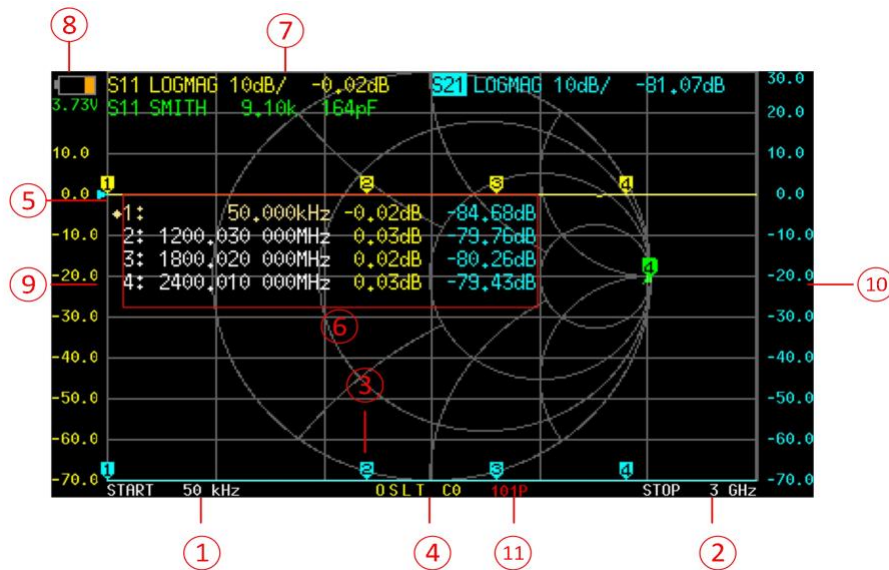 ⑧ ⑦
S11 LOGMAG 10dB/ -0.02dB S21 LOGMAG 10dB/ -81.07dB 30.0
3.73V S11 SMITH 9.10k 164pF 20.0
10.0 10.0
1 2 3 4
⑤ 0.0 0.0
1: 50.000kHz -0.02dB -84.68dB
-10.0 2: 1200.030 000MHz 0.03dB -79.76dB -10.0
3: 1800.020 000MHz 0.02dB -80.26dB 4
⑨ -20.0 4: 2400.010 000MHz 0.03dB -79.43dB -20.0 ⑩
-30.0 ⑥ -30.0
-40.0 -40.0
③
-50.0 -50.0
-60.0 -60.0
1 2 3 4
-70.0 -70.0
START 50 kHz OSLT C0 101P STOP 3 GHz
① ④ ⑪ ②